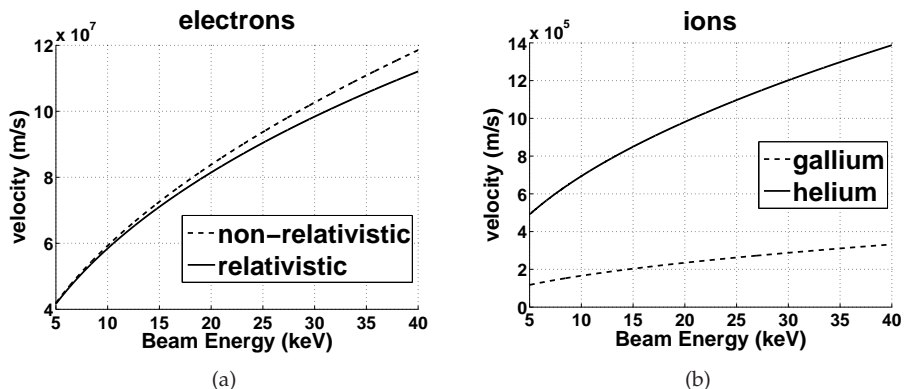 electrons
x 10^7
12
10
8
6
4
5 10 15 20 25 30 35 40
velocity (m/s)
Beam Energy (keV)
non-relativistic
relativistic
(a)
ions
x 10^5
14
12
10
8
6
4
2
0
5 10 15 20 25 30 35 40
velocity (m/s)
Beam Energy (keV)
gallium
helium
(b)